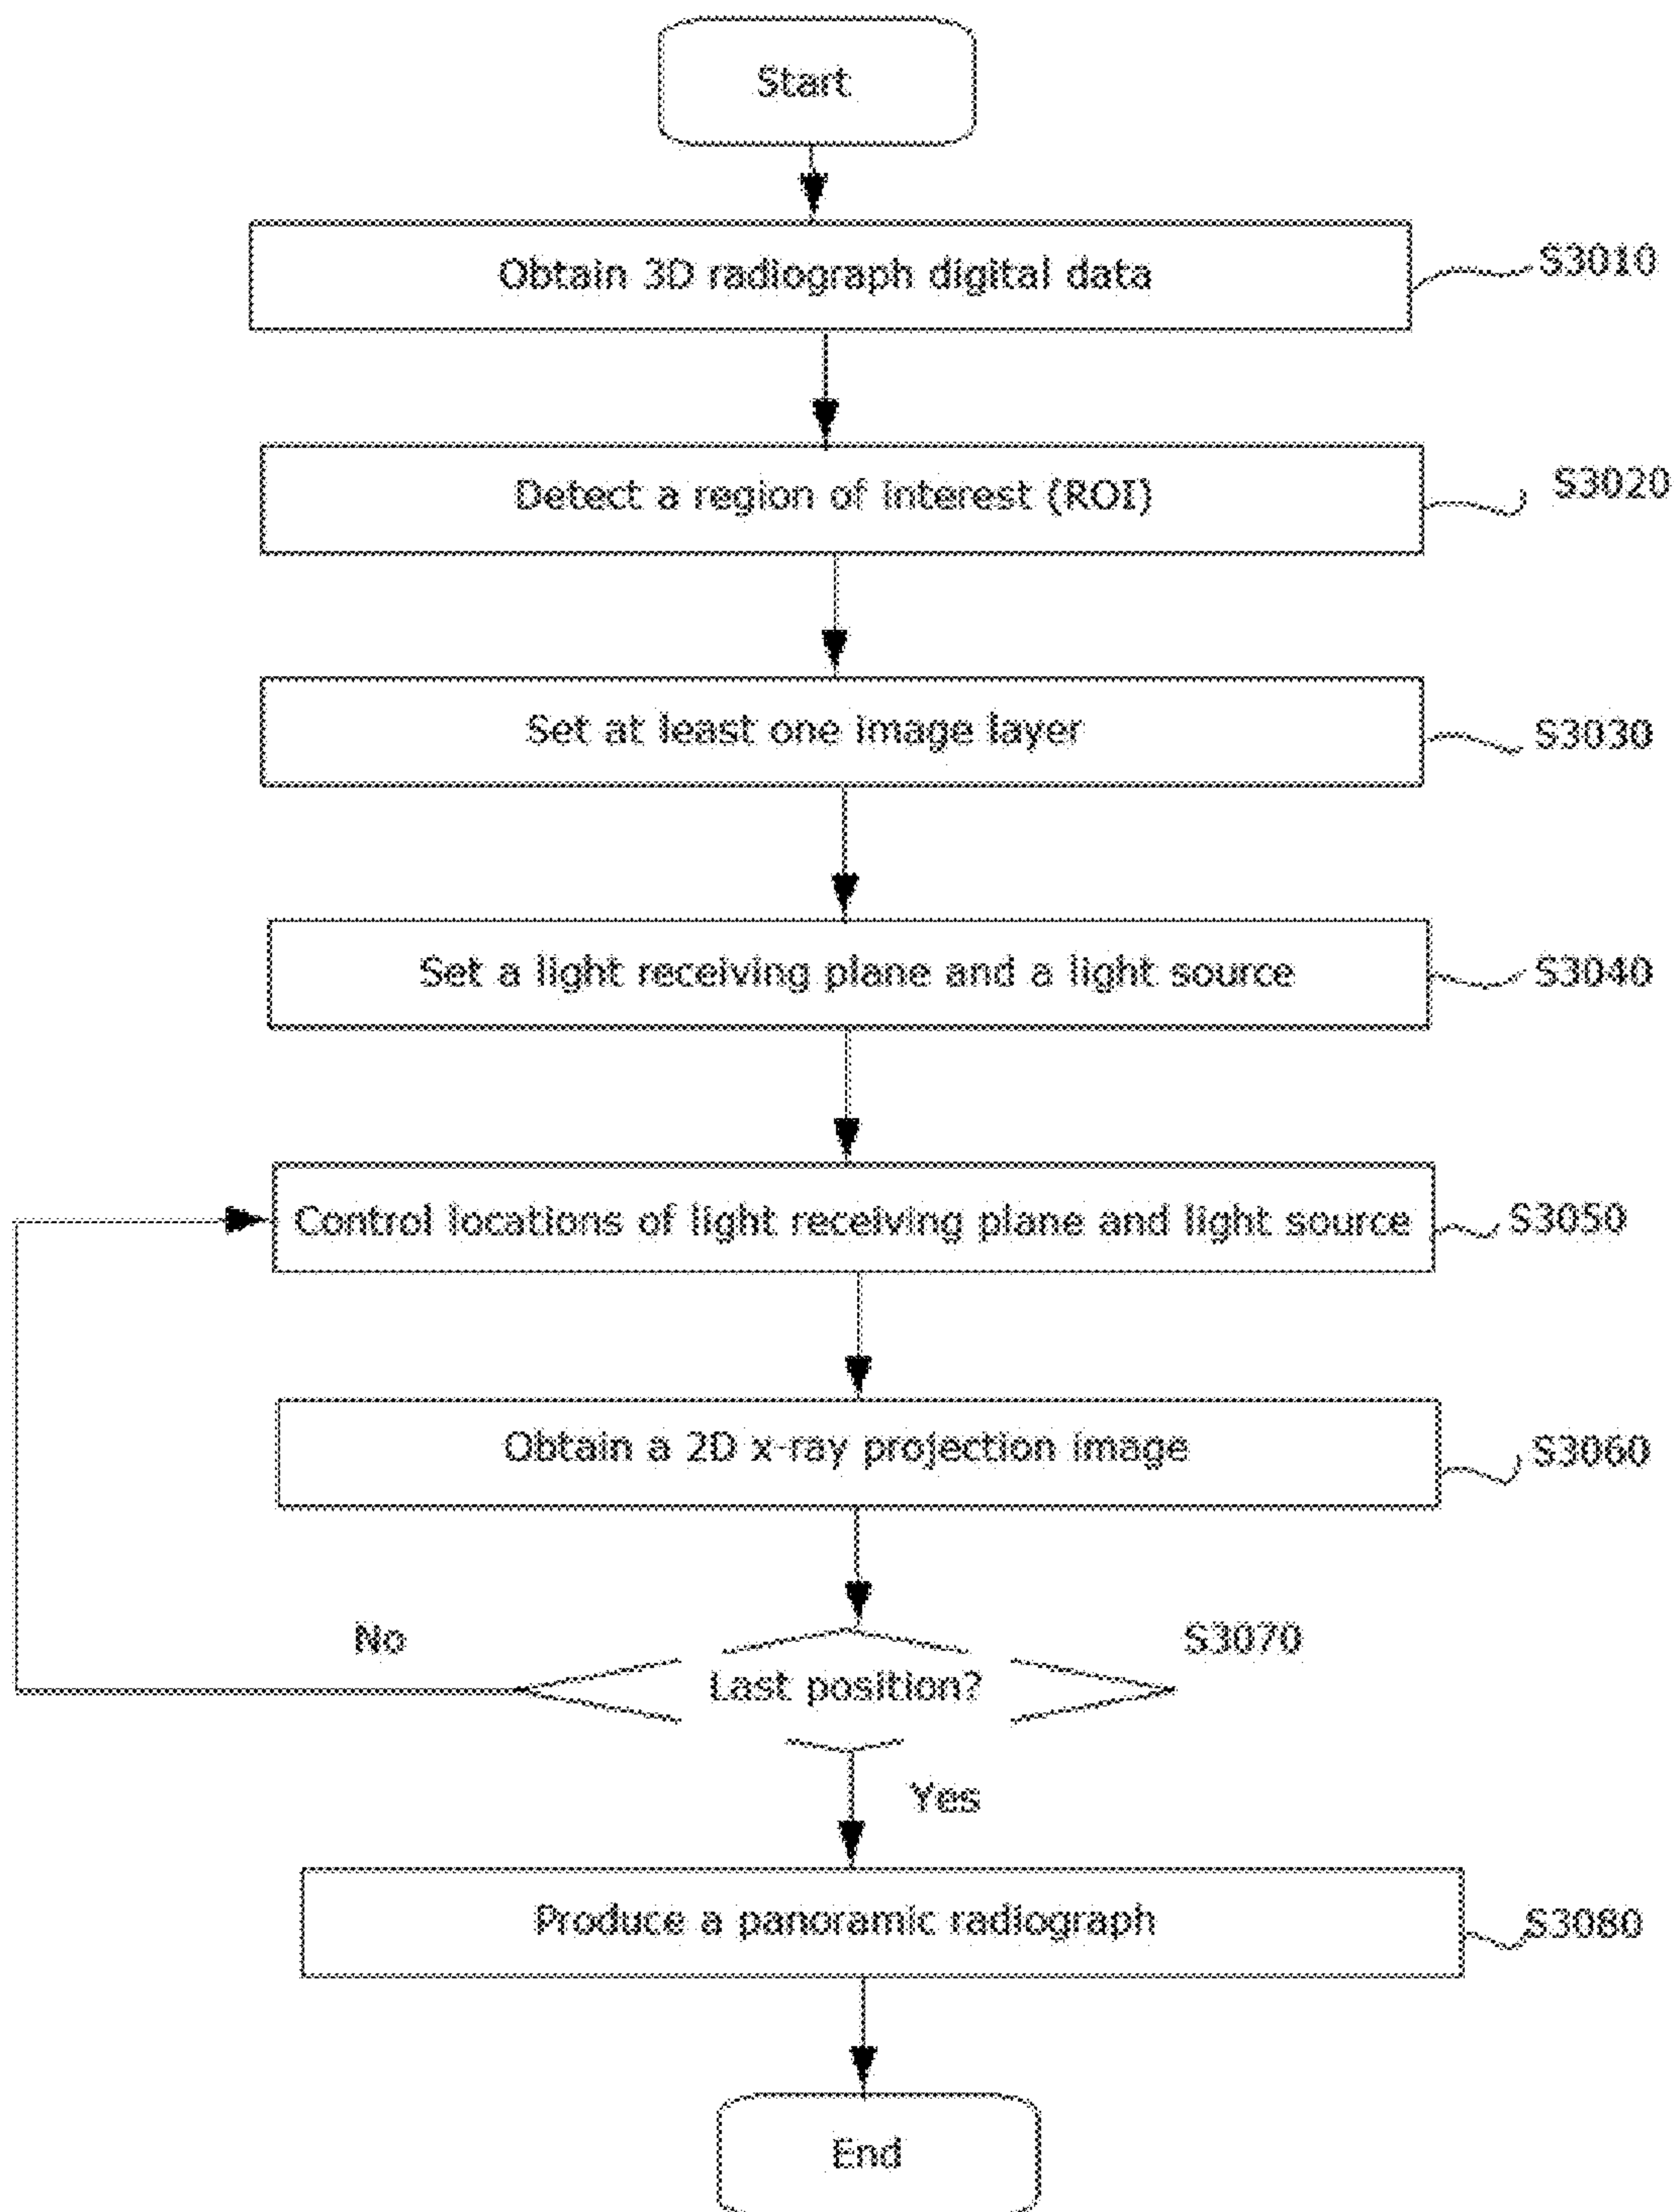 Start
Obtain 3D radiograph digital data
S3010
Detect a region of interest (ROI)
S3020
Set at least one image layer
S3030
Set a light receiving plane and a light source
S3040
Control locations of light receiving plane and light source
S3050
Obtain a 2D x-ray projection image
S3060
No
S3070
Last position?
Yes
Produce a panoramic radiograph
S3080
End